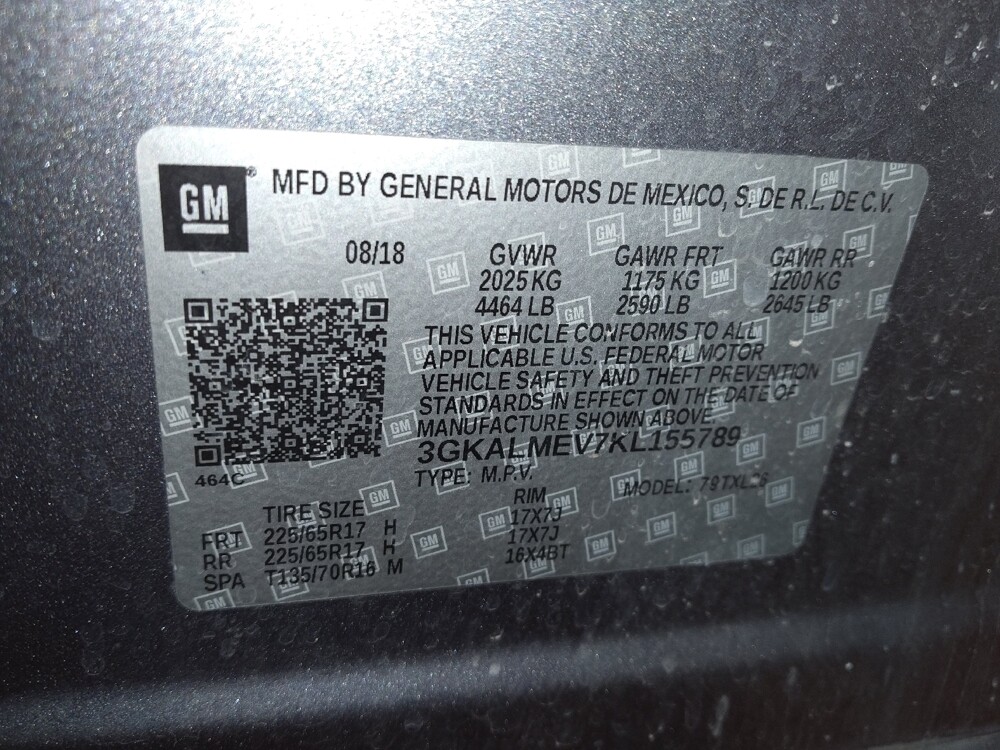 GM® MFD BY GENERAL MOTORS DE MEXICO, S. DE R.L. DE C.V.
08/18 GVWR GAWR FRT GAWR RR
2025 KG 1175 KG 1200 KG
4464 LB 2590 LB 2645 LB
THIS VEHICLE CONFORMS TO ALL
APPLICABLE U.S. FEDERAL MOTOR
VEHICLE SAFETY AND THEFT PREVENTION
STANDARDS IN EFFECT ON THE DATE OF
MANUFACTURE SHOWN ABOVE.
3GKALMEV7KL155789
464C TYPE: M.P.V. MODEL: 79TXL26
TIRE SIZE RIM
FRT 225/65R17 H 17X7J
RR 225/65R17 H 17X7J
SPA T135/70R16 M 16X4BT